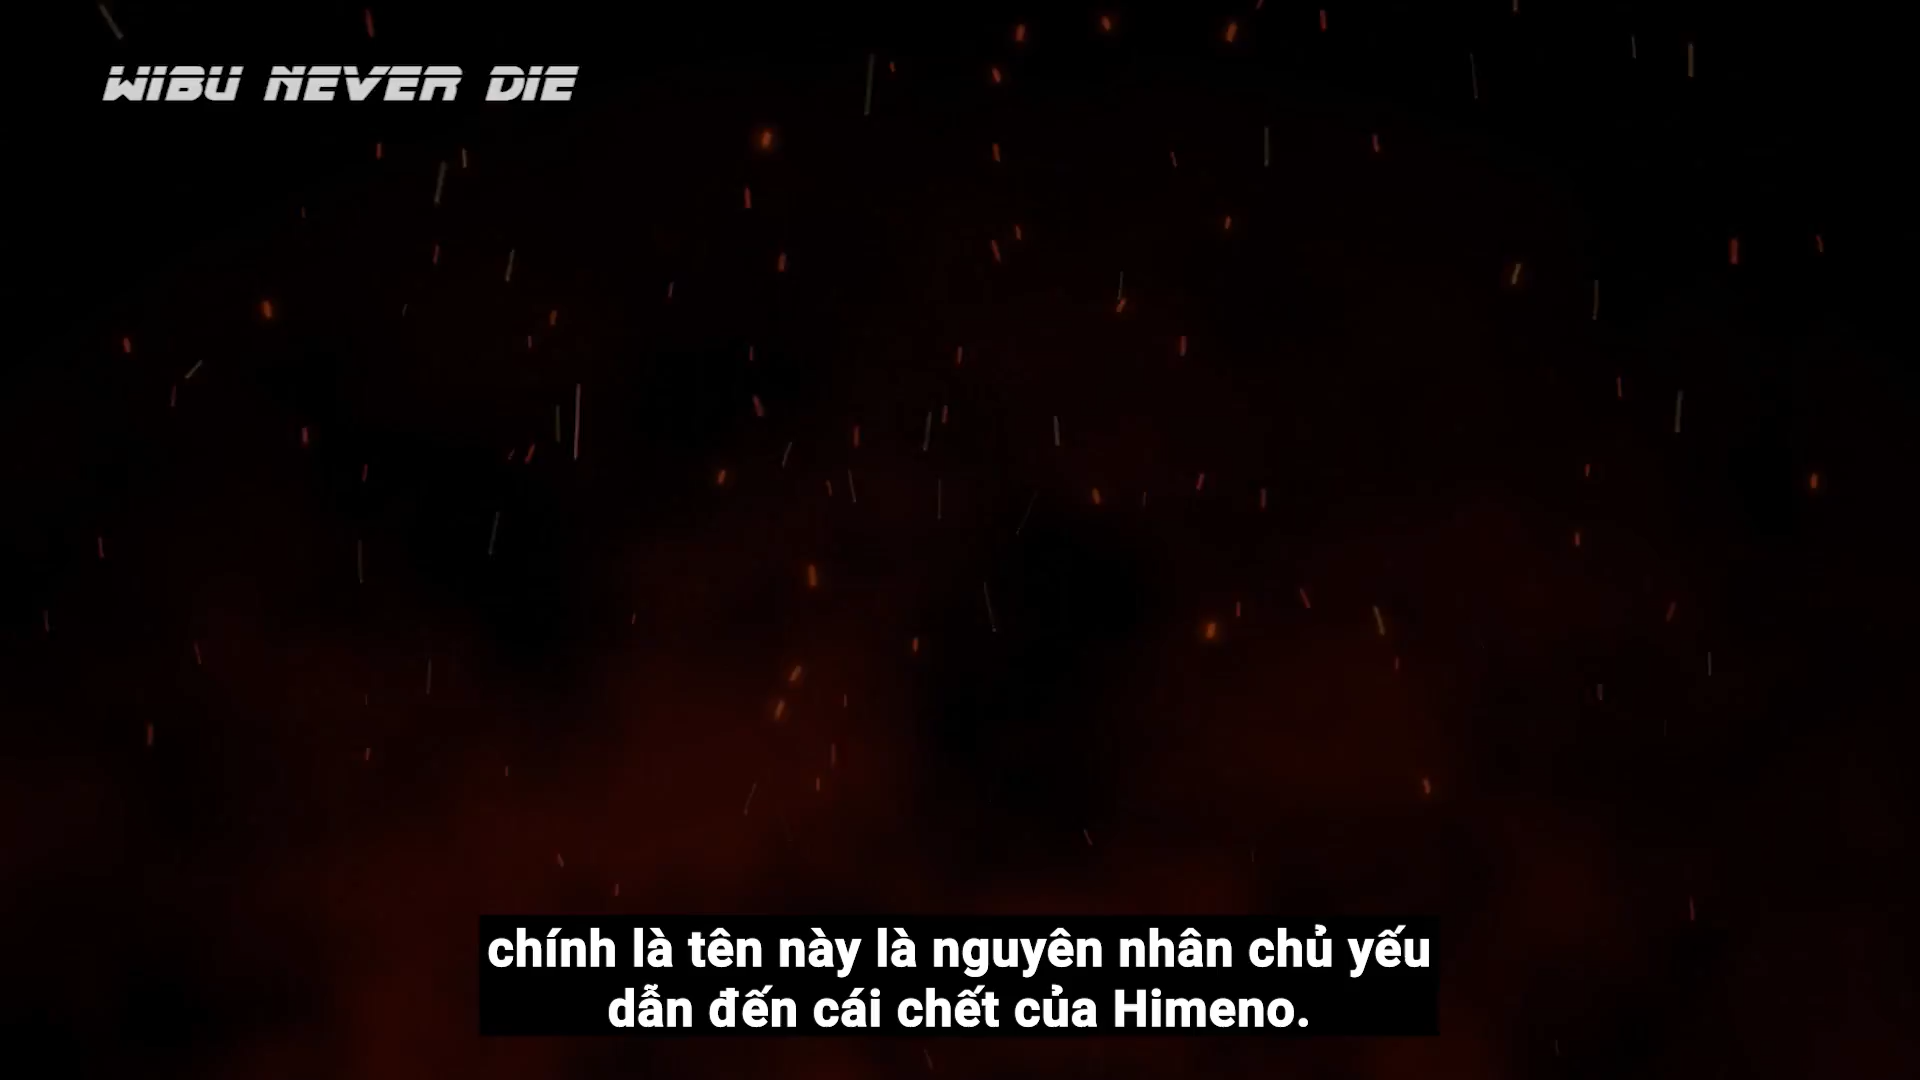 WIBU NEVER DIE
chính là tên này là nguyên nhân chủ yếu
dẫn đến cái chết của Himeno.